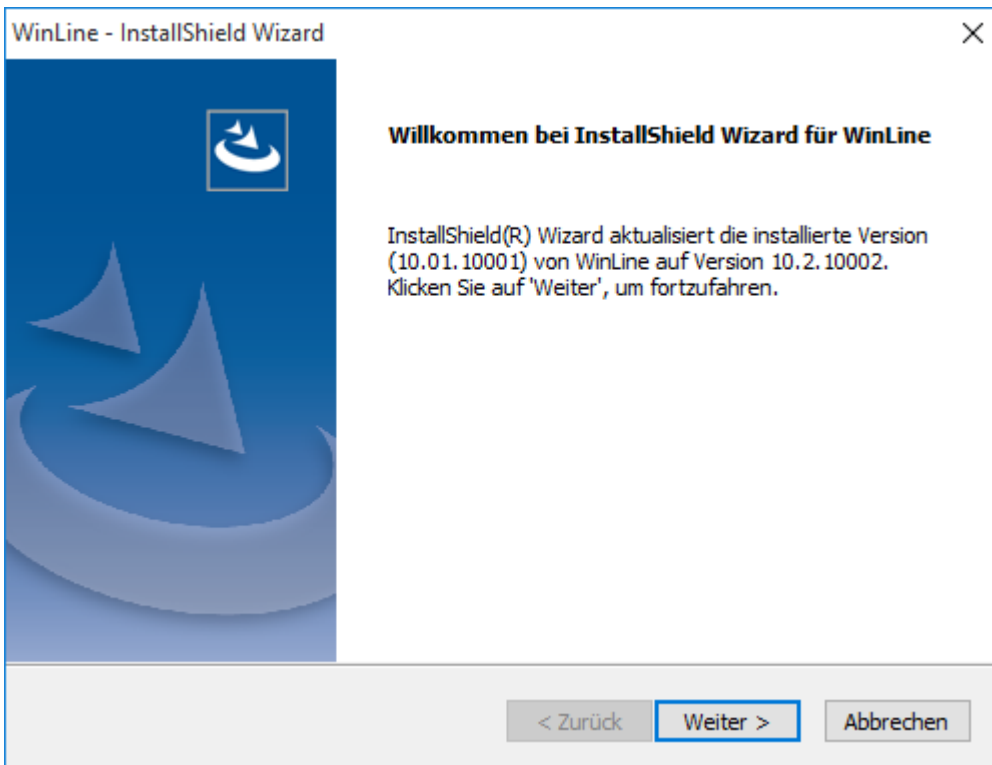 WinLine - InstallShield Wizard
Willkommen bei InstallShield Wizard für WinLine
InstallShield(R) Wizard aktualisiert die installierte Version
(10.01.10001) von WinLine auf Version 10.2.10002.
Klicken Sie auf 'Weiter', um fortzufahren.
< Zurück Weiter > Abbrechen